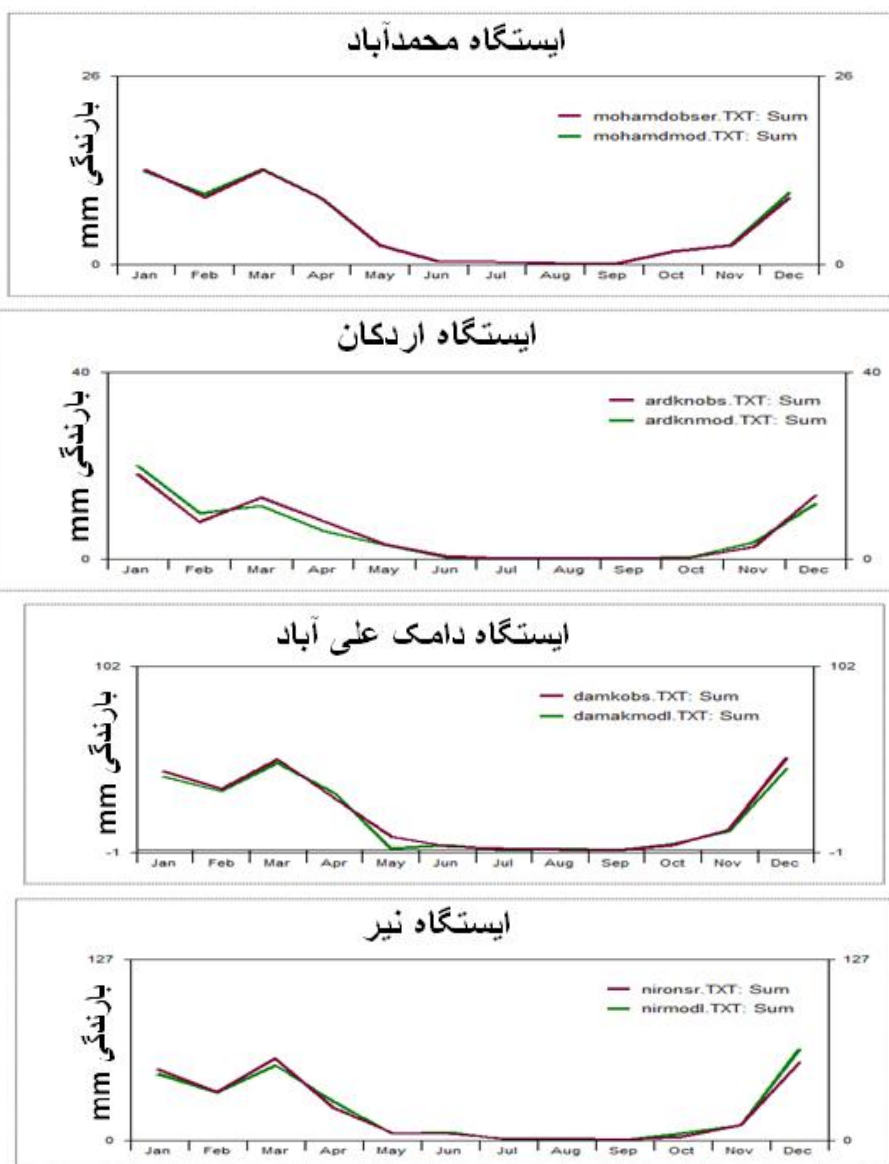 ایستگاه محمدآباد
بارندگی mm
26
26
mohamdobser.TXT: Sum
mohamdmod.TXT: Sum
0
0
Jan Feb Mar Apr May Jun Jul Aug Sep Oct Nov Dec
ایستگاه اردکان
بارندگی mm
40
40
ardknobs.TXT: Sum
ardknmod.TXT: Sum
0
0
Jan Feb Mar Apr May Jun Jul Aug Sep Oct Nov Dec
ایستگاه دامک علی آباد
بارندگی mm
102
102
damkobs.TXT: Sum
damakmodl.TXT: Sum
-1
-1
Jan Feb Mar Apr May Jun Jul Aug Sep Oct Nov Dec
ایستگاه نیر
بارندگی mm
127
127
nironsr.TXT: Sum
nirmodl.TXT: Sum
0
0
Jan Feb Mar Apr May Jun Jul Aug Sep Oct Nov Dec